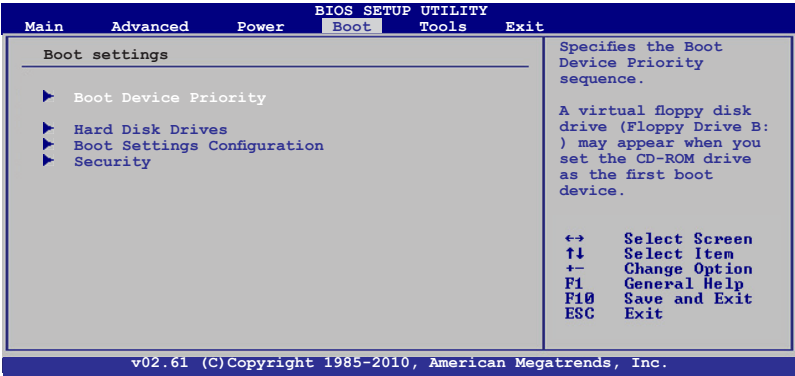 BIOS SETUP UTILITY
Main Advanced Power Boot Tools Exit
Boot settings
Boot Device Priority
Hard Disk Drives
Boot Settings Configuration
Security
Specifies the Boot
Device Priority
sequence.
A virtual floppy disk
drive (Floppy Drive B:
) may appear when you
set the CD-ROM drive
as the first boot
device.
←→ Select Screen
↑↓ Select Item
+- Change Option
F1 General Help
F10 Save and Exit
ESC Exit
v02.61 (C)Copyright 1985-2010, American Megatrends, Inc.